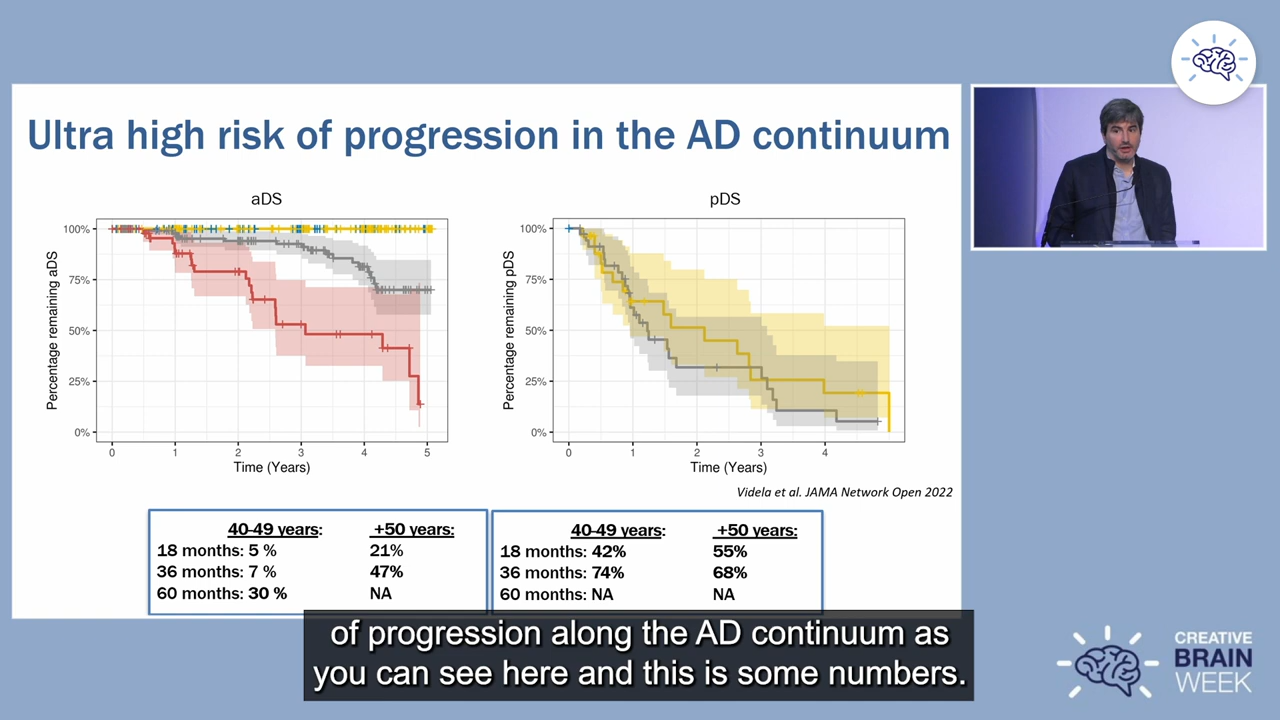 Ultra high risk of progression in the AD continuum
aDS
Percentage remaining aDS
100%
75%
50%
25%
0%
0 1 2 3 4 5
Time (Years)
pDS
Percentage remaining pDS
100%
75%
50%
25%
0%
0 1 2 3 4
Time (Years)
Videla et al. JAMA Network Open 2022
40-49 years: +50 years:
18 months: 5 % 21%
36 months: 7 % 47%
60 months: 30 % NA
40-49 years: +50 years:
18 months: 42% 55%
36 months: 74% 68%
60 months: NA NA
of progression along the AD continuum as
you can see here and this is some numbers.
CREATIVE
BRAIN
WEEK